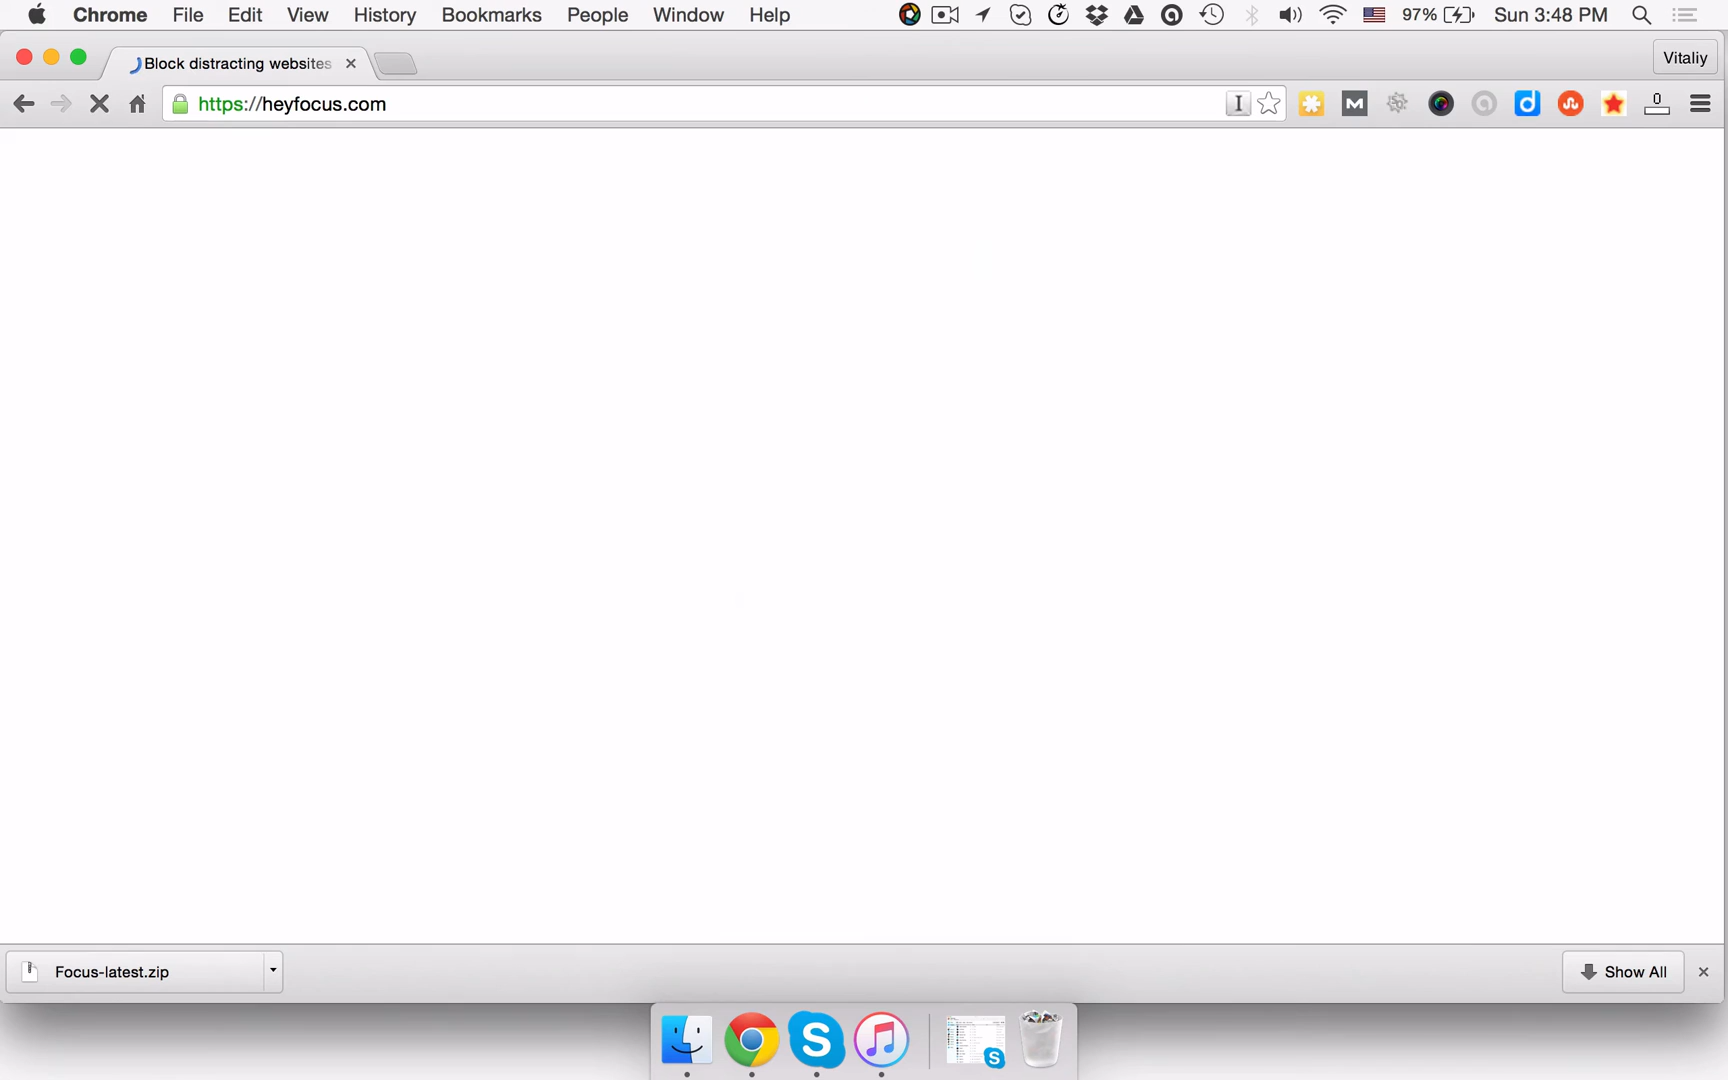 Chrome File Edit View History Bookmarks People Window Help 97% Sun 3:48 PM
Block distracting websites Vitaliy
https://heyfocus.com 0
Focus-latest.zip Show All